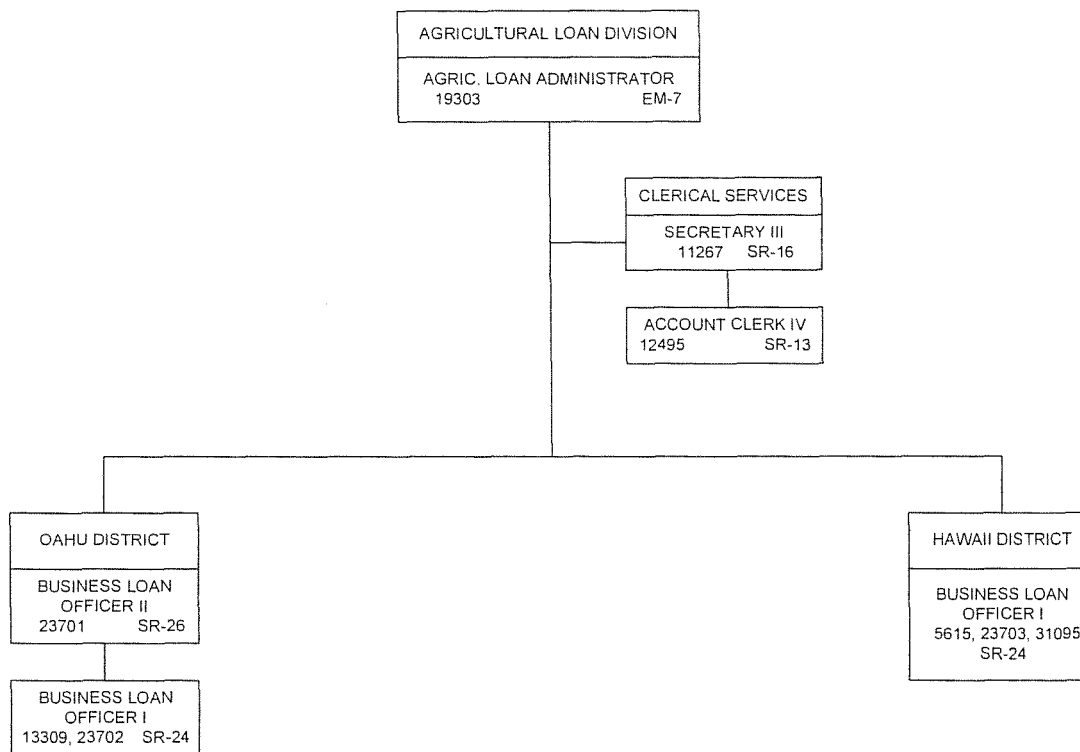 AGRICULTURAL LOAN DIVISION
AGRIC. LOAN ADMINISTRATOR
19303 EM-7
CLERICAL SERVICES
SECRETARY III
11267 SR-16
ACCOUNT CLERK IV
12495 SR-13
OAHU DISTRICT
BUSINESS LOAN
OFFICER II
23701 SR-26
BUSINESS LOAN
OFFICER I
13309, 23702 SR-24
HAWAII DISTRICT
BUSINESS LOAN
OFFICER I
5615, 23703, 31095
SR-24